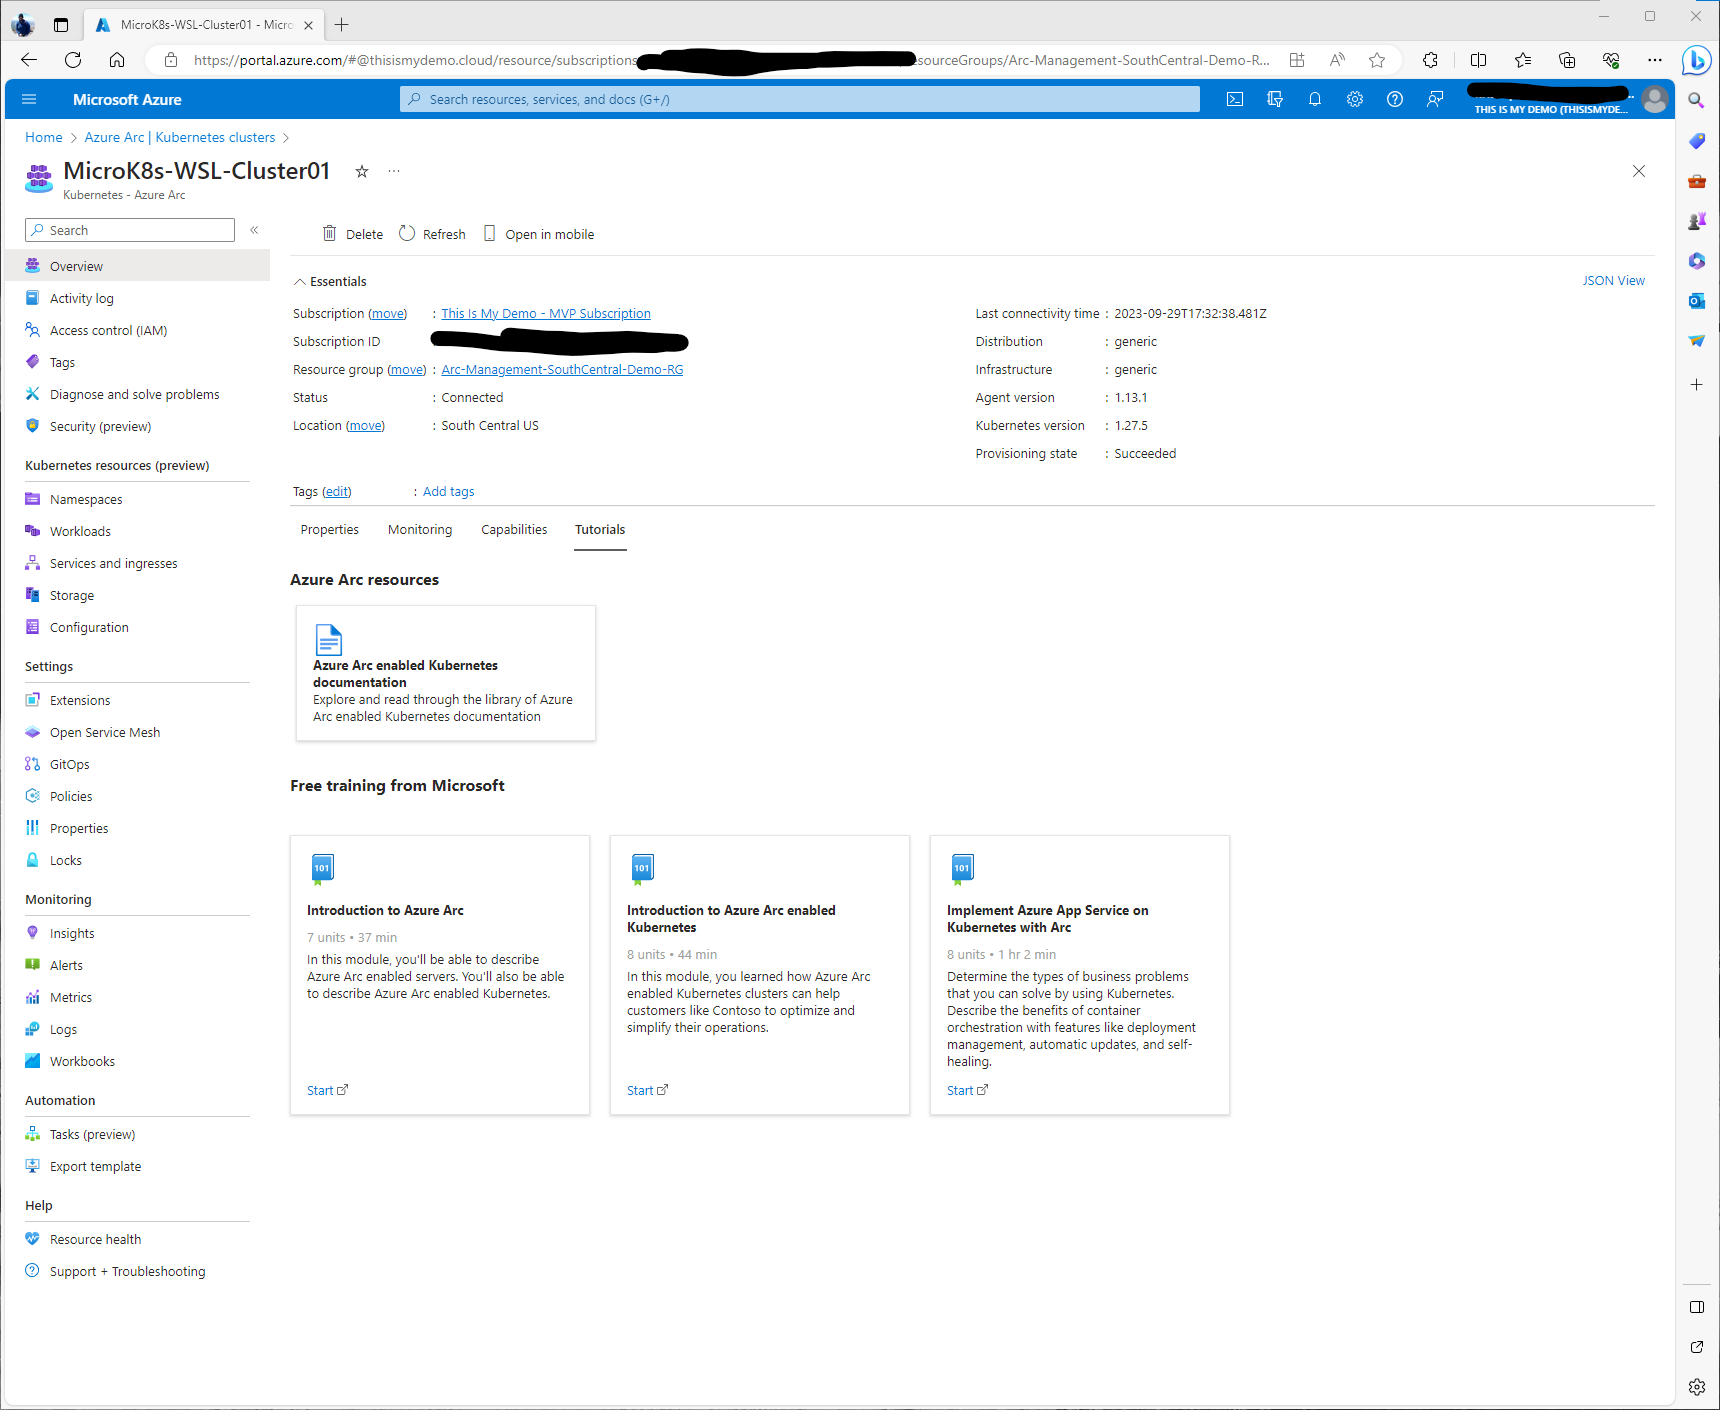 MicroK8s-WSL-Cluster01 - Micro
https://portal.azure.com/#@thisismydemo.cloud/resource/subscriptions
sourceGroups/Arc-Management-SouthCentral-Demo-R...
Microsoft Azure
Search resources, services, and docs (G+/)
THIS IS MY DEMO (THISISMYDE...
Home > Azure Arc | Kubernetes clusters >
MicroK8s-WSL-Cluster01
Kubernetes - Azure Arc
Search
Delete Refresh Open in mobile
Overview
Activity log
Access control (IAM)
Tags
Diagnose and solve problems
Security (preview)
Kubernetes resources (preview)
Namespaces
Workloads
Services and ingresses
Storage
Configuration
Settings
Extensions
Open Service Mesh
GitOps
Policies
Properties
Locks
Monitoring
Insights
Alerts
Metrics
Logs
Workbooks
Automation
Tasks (preview)
Export template
Help
Resource health
Support + Troubleshooting
Essentials
JSON View
Subscription (move) : This Is My Demo - MVP Subscription
Subscription ID
Resource group (move) : Arc-Management-SouthCentral-Demo-RG
Status : Connected
Location (move) : South Central US
Last connectivity time : 2023-09-29T17:32:38.481Z
Distribution : generic
Infrastructure : generic
Agent version : 1.13.1
Kubernetes version : 1.27.5
Provisioning state : Succeeded
Tags (edit) : Add tags
Properties Monitoring Capabilities Tutorials
Azure Arc resources
Azure Arc enabled Kubernetes
documentation
Explore and read through the library of Azure
Arc enabled Kubernetes documentation
Free training from Microsoft
101
Introduction to Azure Arc
7 units • 37 min
In this module, you'll be able to describe
Azure Arc enabled servers. You'll also be able
to describe Azure Arc enabled Kubernetes.
Start
101
Introduction to Azure Arc enabled
Kubernetes
8 units • 44 min
In this module, you learned how Azure Arc
enabled Kubernetes clusters can help
customers like Contoso to optimize and
simplify their operations.
Start
101
Implement Azure App Service on
Kubernetes with Arc
8 units • 1 hr 2 min
Determine the types of business problems
that you can solve by using Kubernetes.
Describe the benefits of container
orchestration with features like deployment
management, automatic updates, and self-
healing.
Start